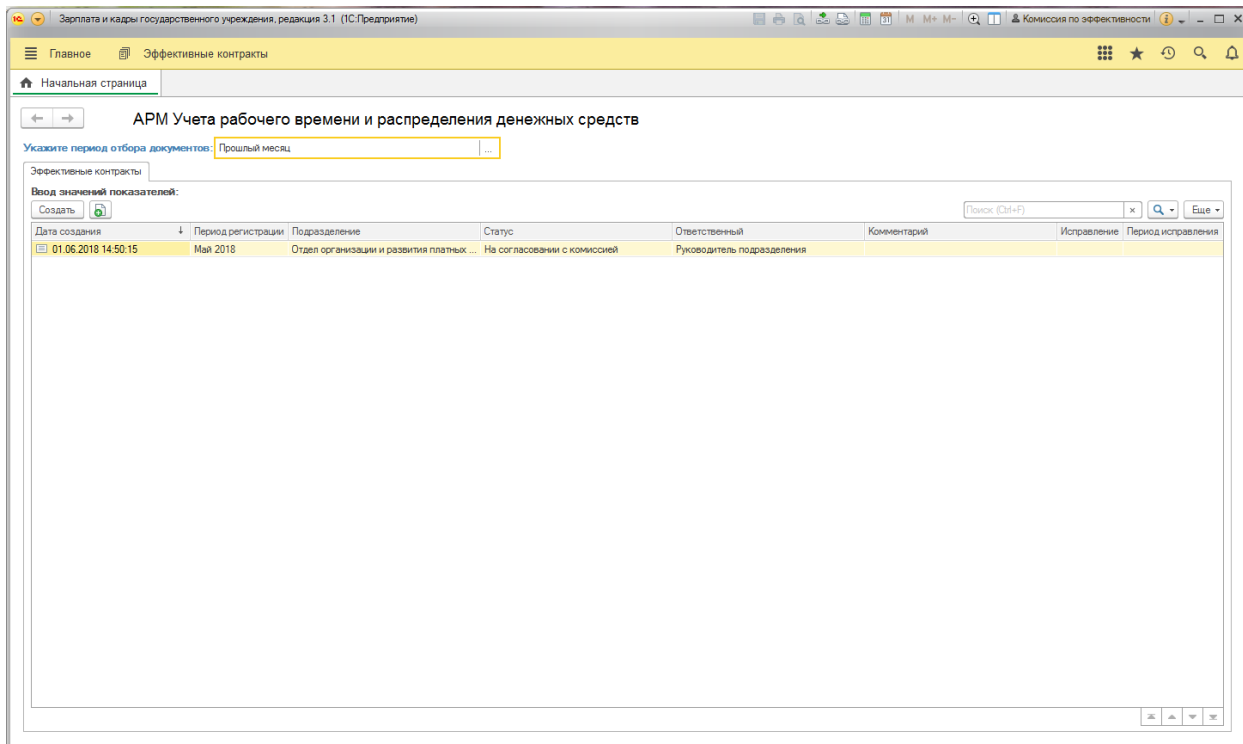 1С Зарплата и кадры государственного учреждения, редакция 3.1 (1С:Предприятие) 31 M M+ M- Комиссия по эффективности i
Главное Эффективные контракты
Начальная страница
АРМ Учета рабочего времени и распределения денежных средств
Укажите период отбора документов: Прошлый месяц ...
Эффективные контракты
Ввод значений показателей:
Создать Поиск (Ctrl+F) × Еще
Дата создания ↓ Период регистрации Подразделение Статус Ответственный Комментарий Исправление Период исправления
01.06.2018 14:50:15 Май 2018 Отдел организации и развития платных ... На согласовании с комиссией Руководитель подразделения